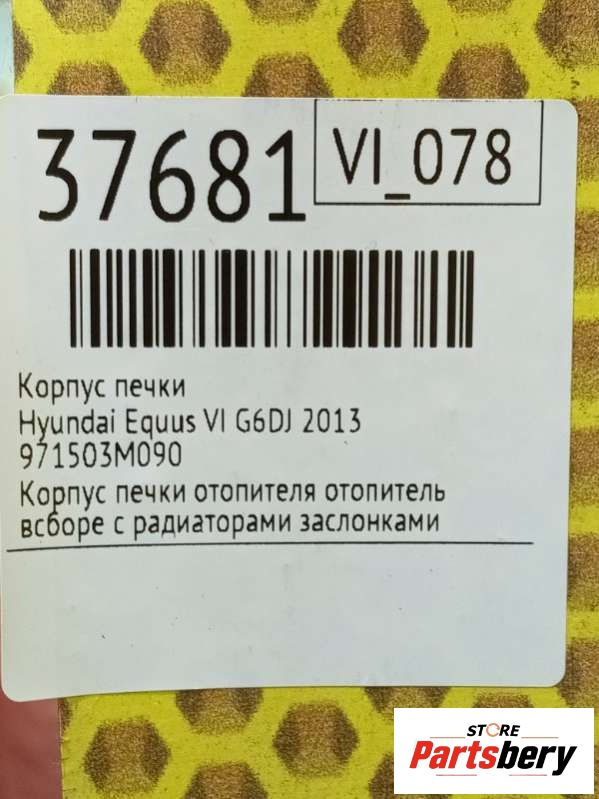 37681
VI_078
Корпус печки
Hyundai Equus VI G6DJ 2013
971503M090
Корпус печки отопителя отопитель
всборе с радиаторами заслонками
STORE
Partsbery